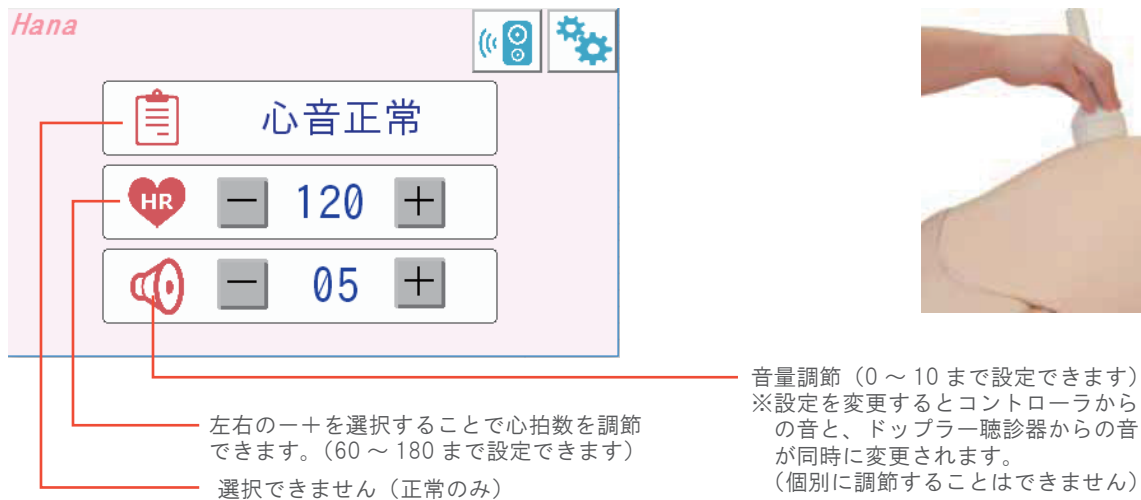 Hana
心音正常
HR
－ 120 ＋
－ 05 ＋
音量調節（0～10まで設定できます）
※設定を変更するとコントローラから
の音と、ドップラー聴診器からの音
が同時に変更されます。
（個別に調節することはできません）
左右のー＋を選択することで心拍数を調節
できます。（60～180まで設定できます）
選択できません（正常のみ）